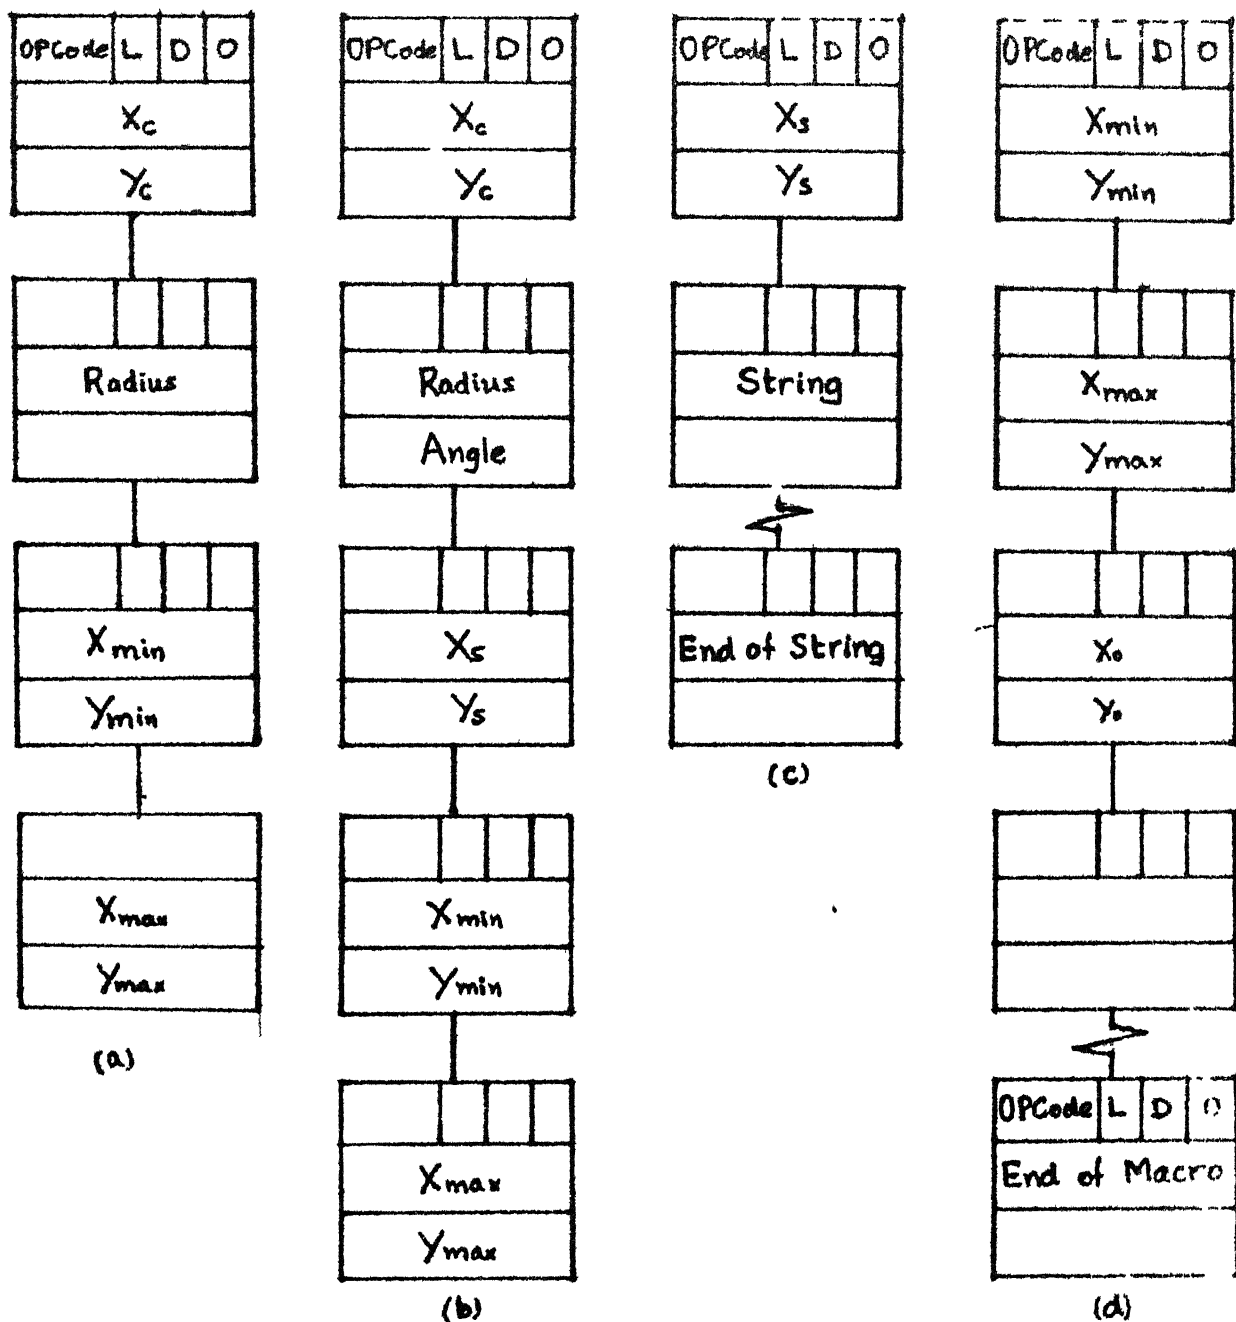 OPCode L D O
Xc
Yc
Radius
Xmin
Ymin
Xmax
Ymax
(a)
OPCode L D O
Xc
Yc
Radius
Angle
Xs
Ys
Xmin
Ymin
Xmax
Ymax
(b)
OPCode L D O
Xs
Ys
String
End of String
(c)
OPCode L D O
Xmin
Ymin
Xmax
Ymax
Xo
Yo
OPCode L D O
End of Macro
(d)